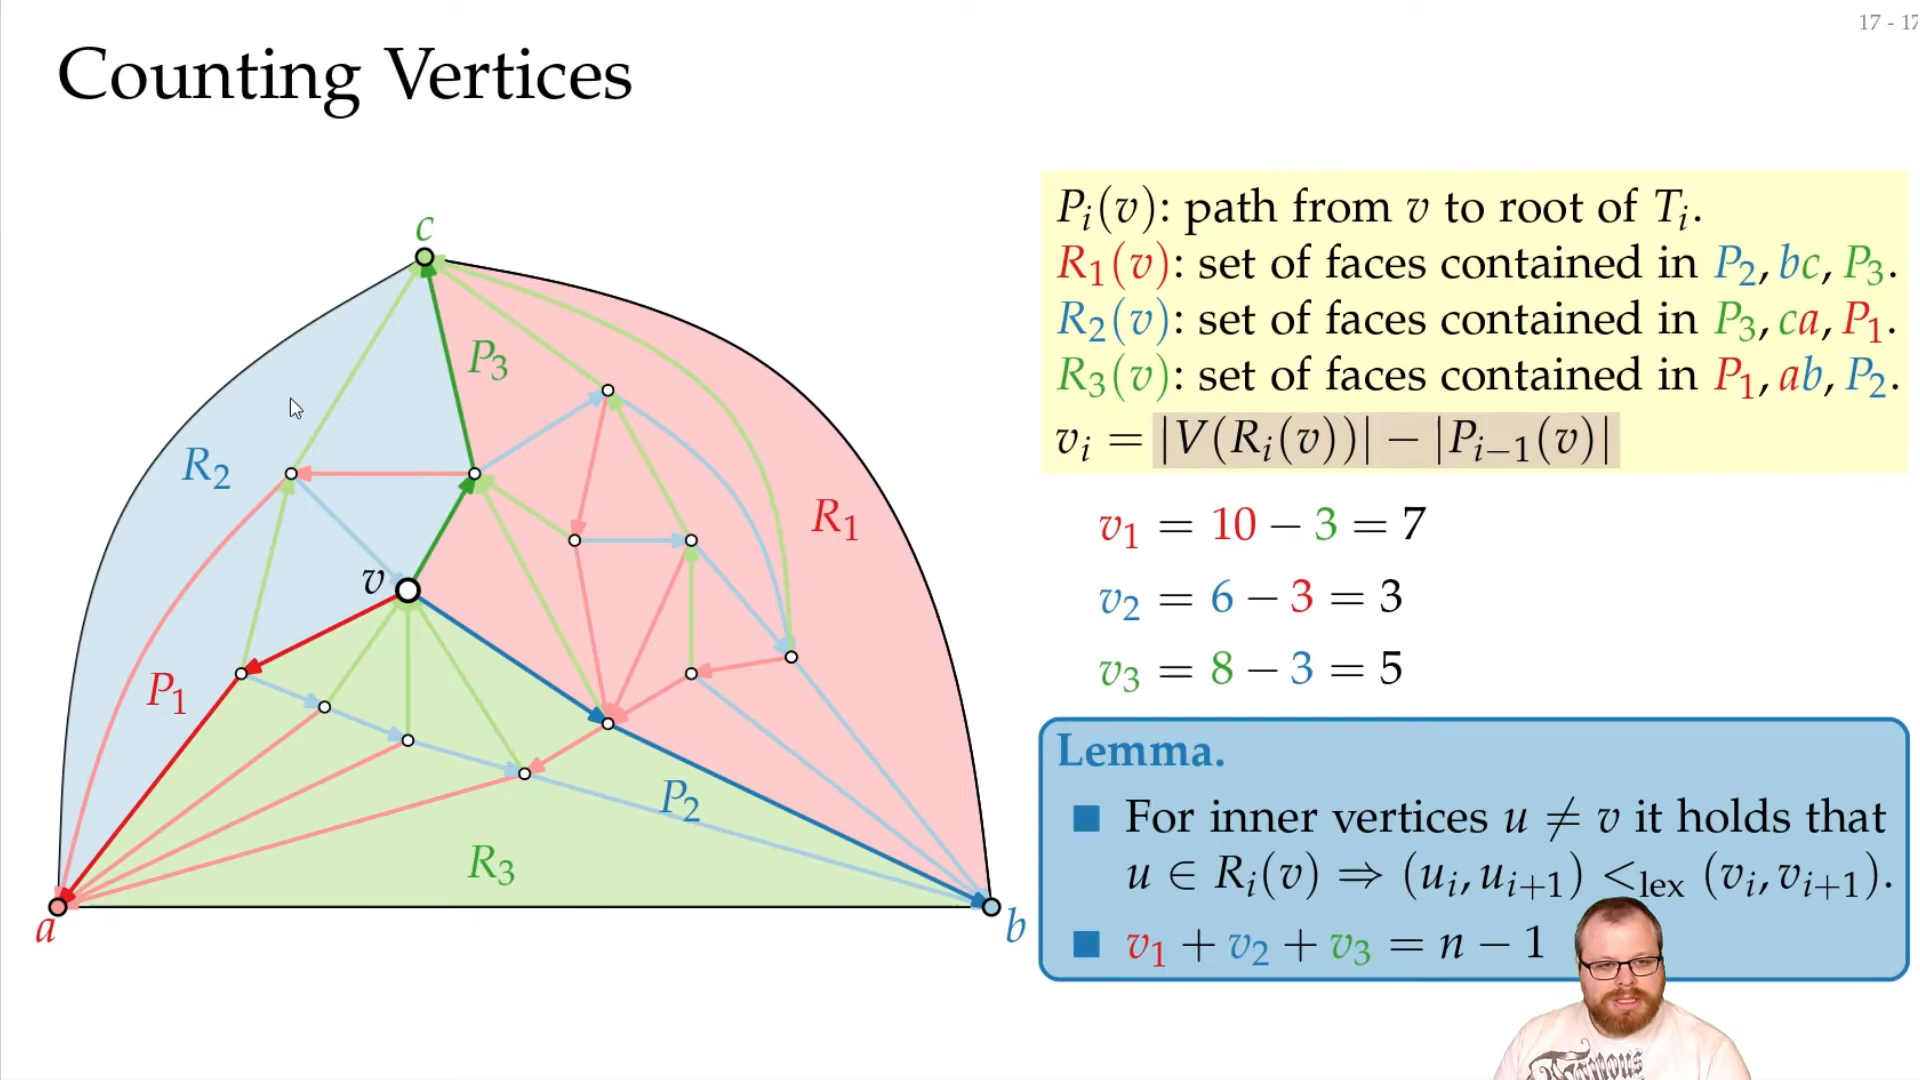 17 - 17
Counting Vertices
c
P₃
R₂
R₁
v
P₁
P₂
R₃
a
b
Pᵢ(v): path from v to root of Tᵢ.
R₁(v): set of faces contained in P₂, bc, P₃.
R₂(v): set of faces contained in P₃, ca, P₁.
R₃(v): set of faces contained in P₁, ab, P₂.
vᵢ = |V(Rᵢ(v))| − |Pᵢ₋₁(v)|
v₁ = 10 − 3 = 7
v₂ = 6 − 3 = 3
v₃ = 8 − 3 = 5
Lemma.
■ For inner vertices u ≠ v it holds that
u ∈ Rᵢ(v) ⇒ (uᵢ, uᵢ₊₁) <lex (vᵢ, vᵢ₊₁).
■ v₁ + v₂ + v₃ = n − 1